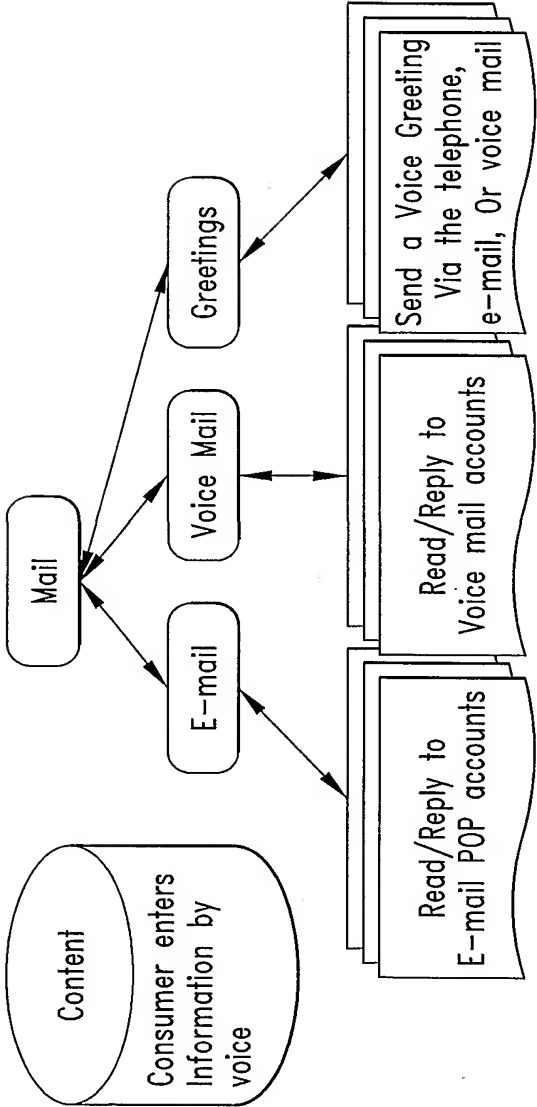 Content
Consumer enters
Information by
voice
Mail
E-mail
Voice Mail
Greetings
Read/Reply to
E-mail POP accounts
Read/Reply to
Voice mail accounts
Send a Voice Greeting
Via the telephone,
e-mail, Or voice mail